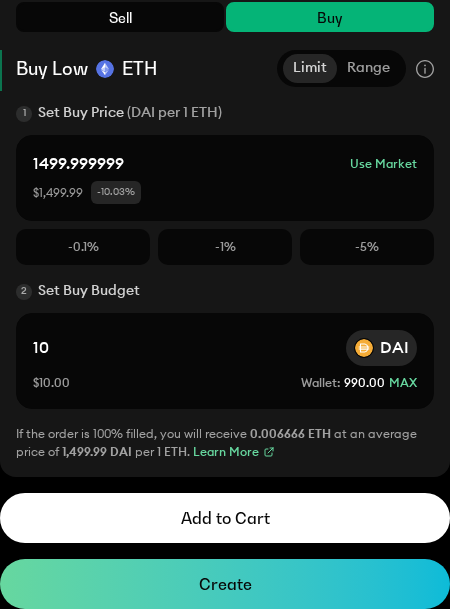 Sell Buy
Buy Low ETH Limit Range
1 Set Buy Price (DAI per 1 ETH)
1499.999999 Use Market
$1,499.99 -10.03%
-0.1% -1% -5%
2 Set Buy Budget
10 DAI
$10.00 Wallet: 990.00 MAX
If the order is 100% filled, you will receive 0.006666 ETH at an average
price of 1,499.99 DAI per 1 ETH. Learn More
Add to Cart
Create